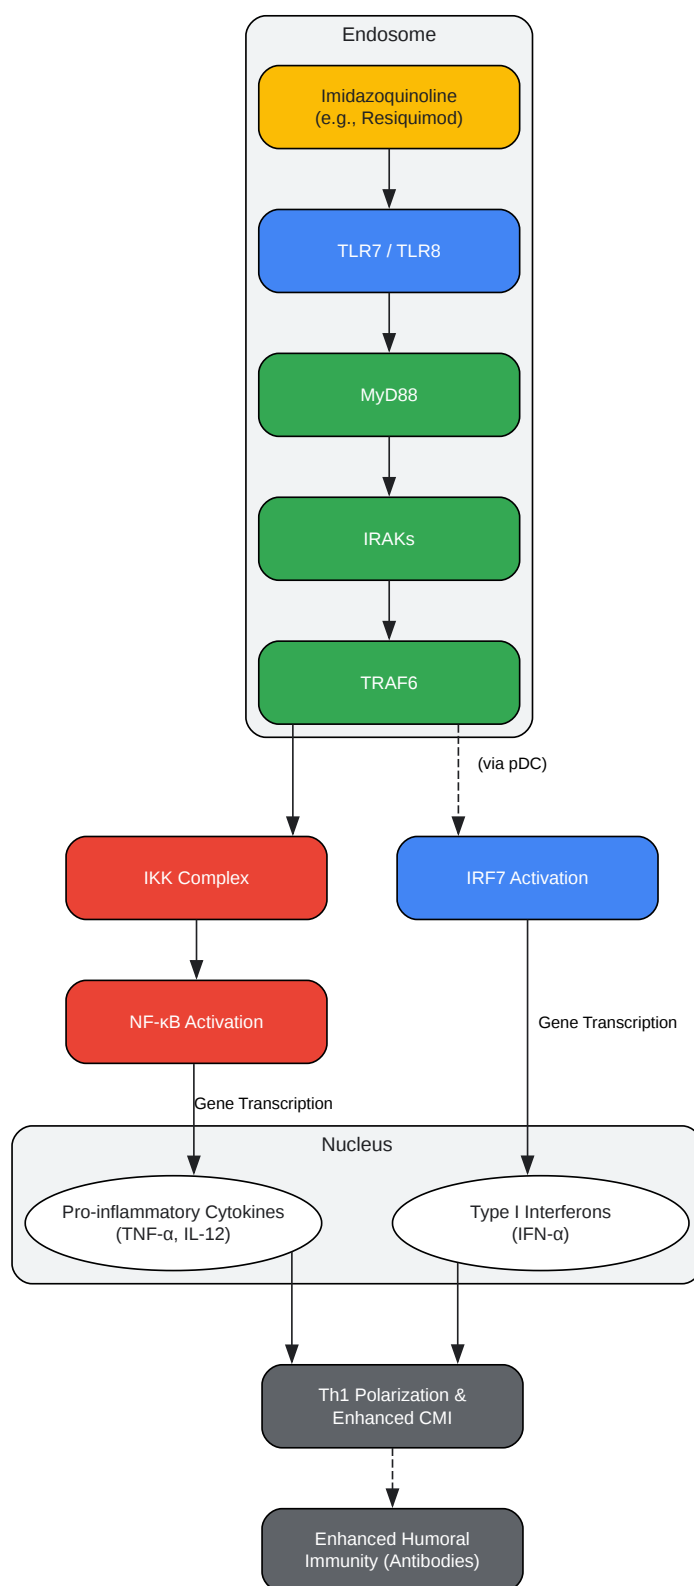 Endosome
Imidazoquinoline
(e.g., Resiquimod)
TLR7 / TLR8
MyD88
IRAKs
TRAF6
(via pDC)
IKK Complex
IRF7 Activation
NF-κB Activation
Gene Transcription
Gene Transcription
Nucleus
Pro-inflammatory Cytokines
(TNF-α, IL-12)
Type I Interferons
(IFN-α)
Th1 Polarization &
Enhanced CMI
Enhanced Humoral
Immunity (Antibodies)